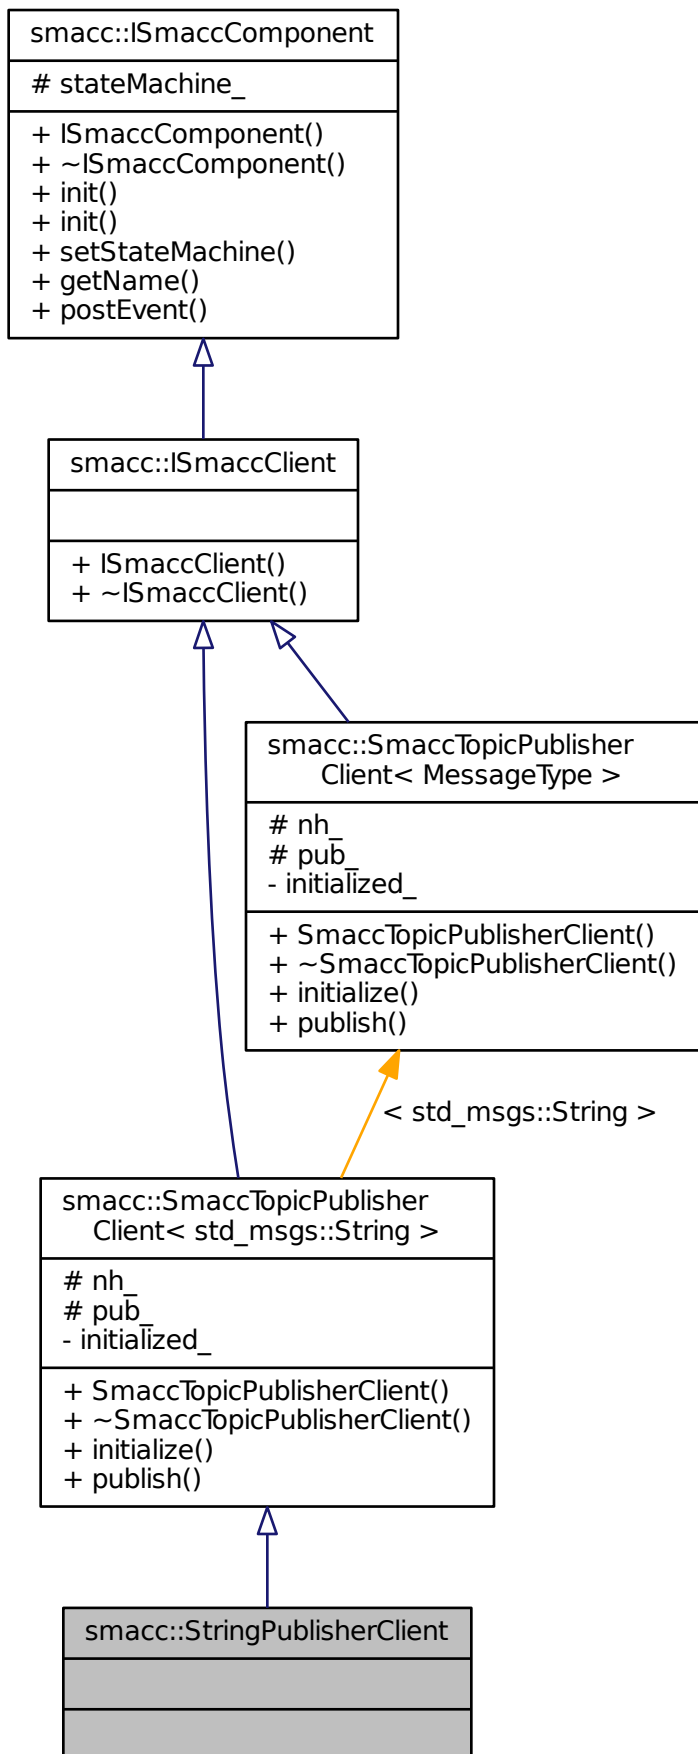 smacc::ISmaccComponent
# stateMachine_
+ ISmaccComponent()
+ ~ISmaccComponent()
+ init()
+ init()
+ setStateMachine()
+ getName()
+ postEvent()
smacc::ISmaccClient
+ ISmaccClient()
+ ~ISmaccClient()
smacc::SmaccTopicPublisher
Client< MessageType >
# nh_
# pub_
- initialized_
+ SmaccTopicPublisherClient()
+ ~SmaccTopicPublisherClient()
+ initialize()
+ publish()
< std_msgs::String >
smacc::SmaccTopicPublisher
Client< std_msgs::String >
# nh_
# pub_
- initialized_
+ SmaccTopicPublisherClient()
+ ~SmaccTopicPublisherClient()
+ initialize()
+ publish()
smacc::StringPublisherClient